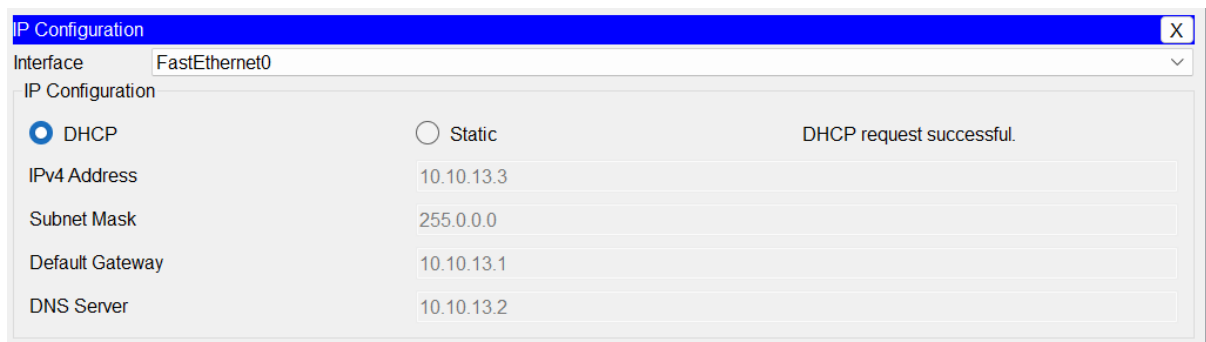 IP Configuration X
Interface FastEthernet0
IP Configuration
DHCP Static DHCP request successful.
IPv4 Address 10.10.13.3
Subnet Mask 255.0.0.0
Default Gateway 10.10.13.1
DNS Server 10.10.13.2